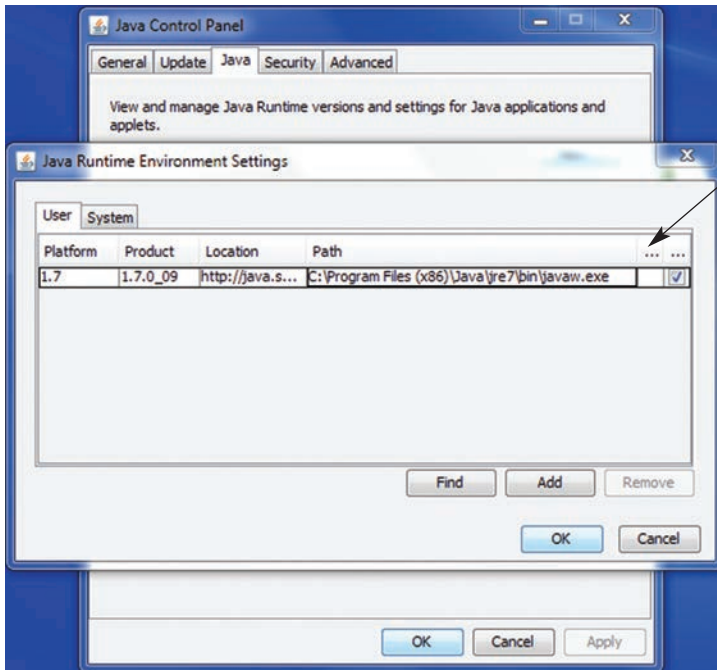 Java Control Panel
General Update Java Security Advanced
View and manage Java Runtime versions and settings for Java applications and
applets.
Java Runtime Environment Settings
User System
Platform Product Location Path ... ...
1.7 1.7.0_09 http://java.s... C:\Program Files (x86)\Java\jre7\bin\javaw.exe
Find Add Remove
OK Cancel
OK Cancel Apply